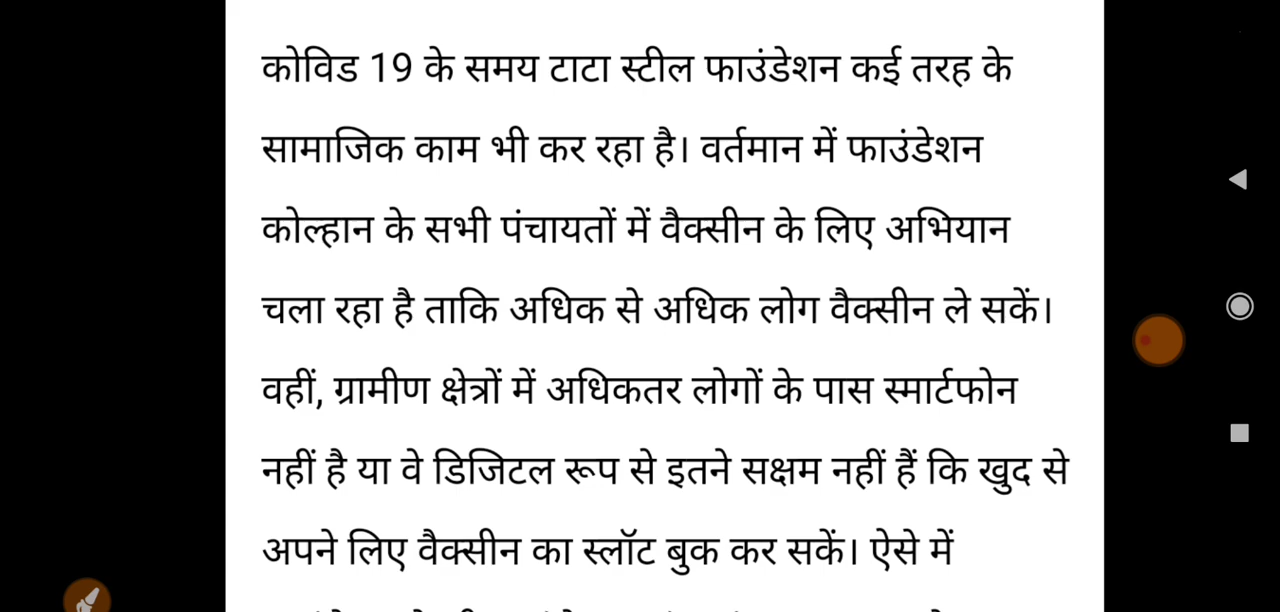 कोविड 19 के समय टाटा स्टील फाउंडेशन कई तरह के
सामाजिक काम भी कर रहा है। वर्तमान में फाउंडेशन
कोल्हान के सभी पंचायतों में वैक्सीन के लिए अभियान
चला रहा है ताकि अधिक से अधिक लोग वैक्सीन ले सकें।
वहीं, ग्रामीण क्षेत्रों में अधिकतर लोगों के पास स्मार्टफोन
नहीं है या वे डिजिटल रूप से इतने सक्षम नहीं हैं कि खुद से
अपने लिए वैक्सीन का स्लॉट बुक कर सकें। ऐसे में